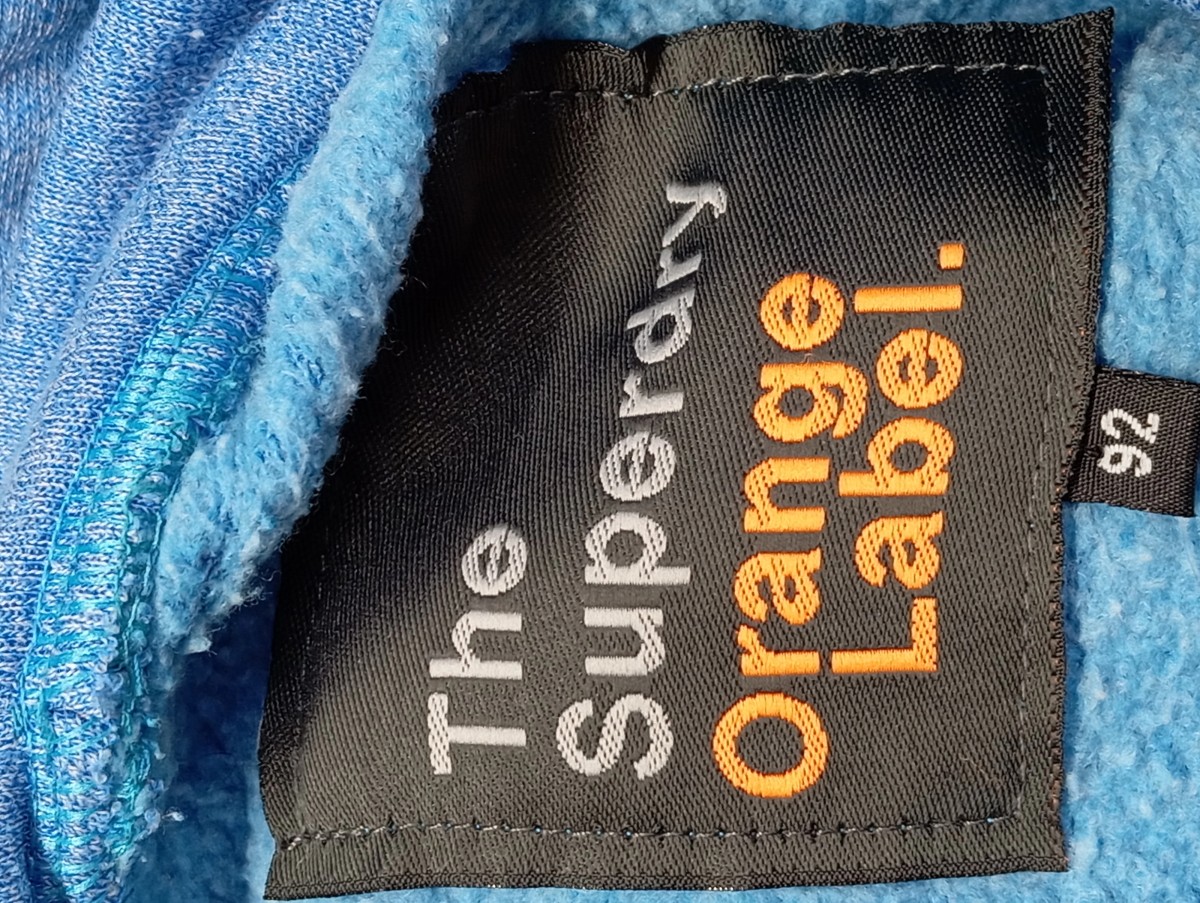 The
Superdry
Orange
Label.
92